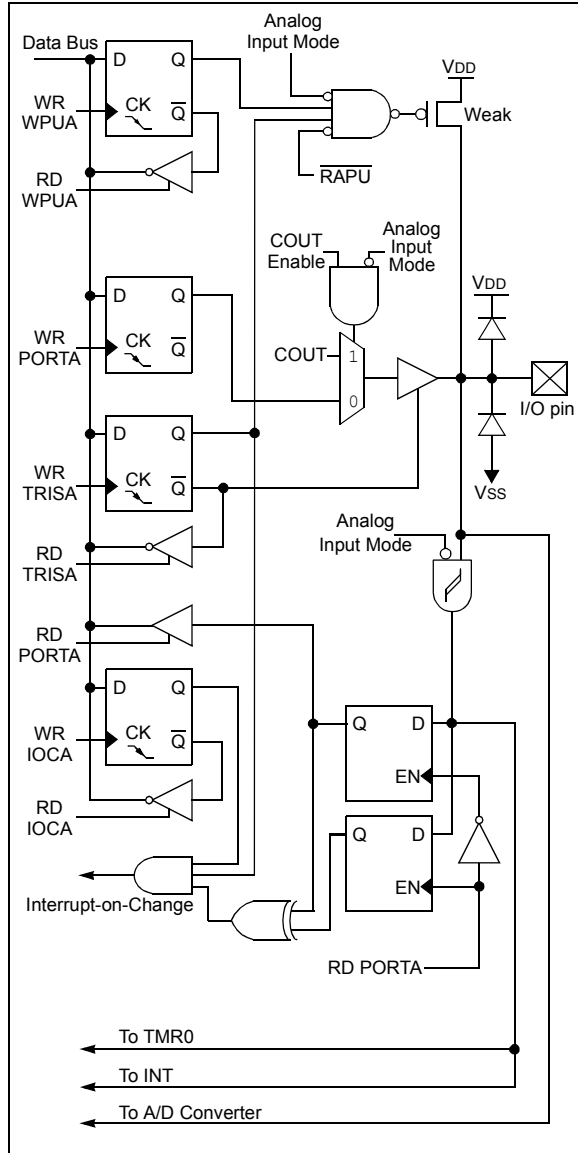 Analog
Input Mode
Data Bus
D Q
VDD
WR
WPUA
CK
Q
Weak
RD
WPUA
RAPU
COUT
Enable
Analog
Input
Mode
D Q
VDD
WR
PORTA
CK
Q
COUT
1
0
I/O pin
D Q
WR
TRISA
CK
Q
VSS
Analog
Input Mode
RD
TRISA
RD
PORTA
D Q
WR
IOCA
CK
Q
Q D
EN
RD
IOCA
Q D
EN
Interrupt-on-Change
RD PORTA
To TMR0
To INT
To A/D Converter